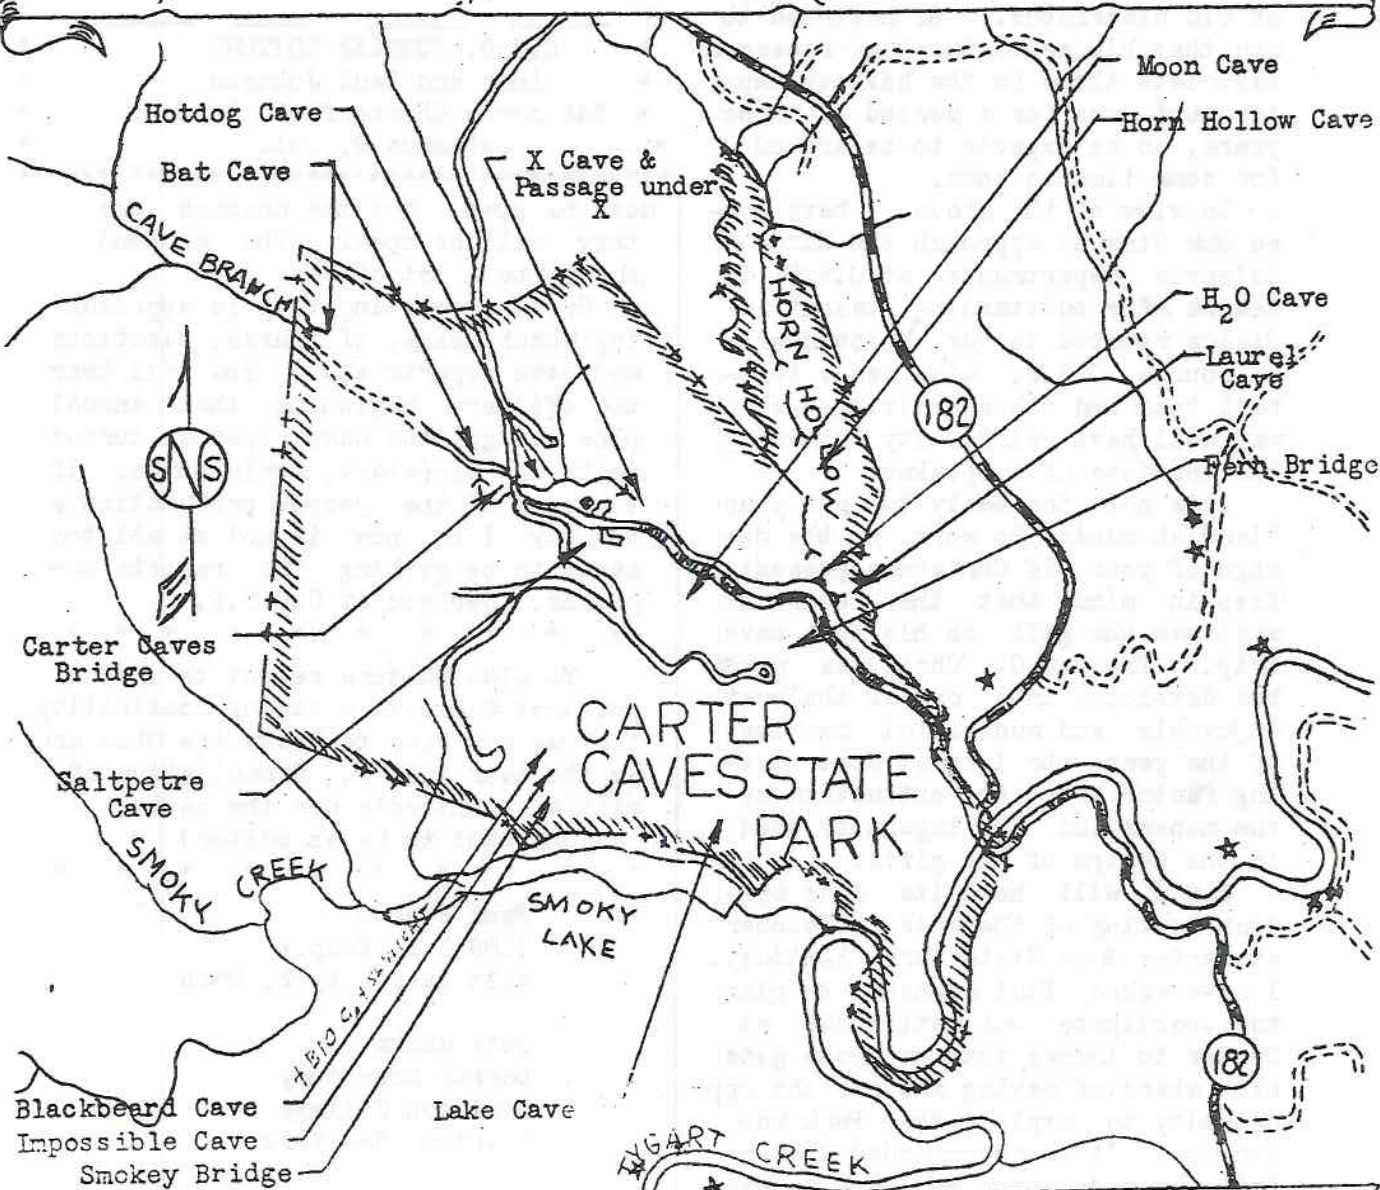 Moon Cave
Hotdog Cave
Horn Hollow Cave
Bat Cave
X Cave &
Passage under
X
CAVE BRANCH
HORN HOLLOW
H2O Cave
Laurel
Cave
182
Fern Bridge
S N S
Carter Caves
Bridge
CARTER
CAVES STATE
PARK
Saltpetre
Cave
SMOKY CREEK
SMOKY
LAKE
182
Blackbeard Cave
Impossible Cave
Smokey Bridge
Lake Cave
TYGART CREEK